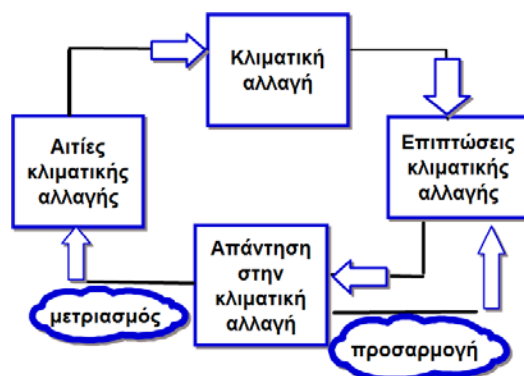 Κλιματική
αλλαγή
Αιτίες
κλιματικής
αλλαγής
Επιπτώσεις
κλιματικής
αλλαγής
Απάντηση
στην
κλιματική
αλλαγή
μετριασμός
προσαρμογή